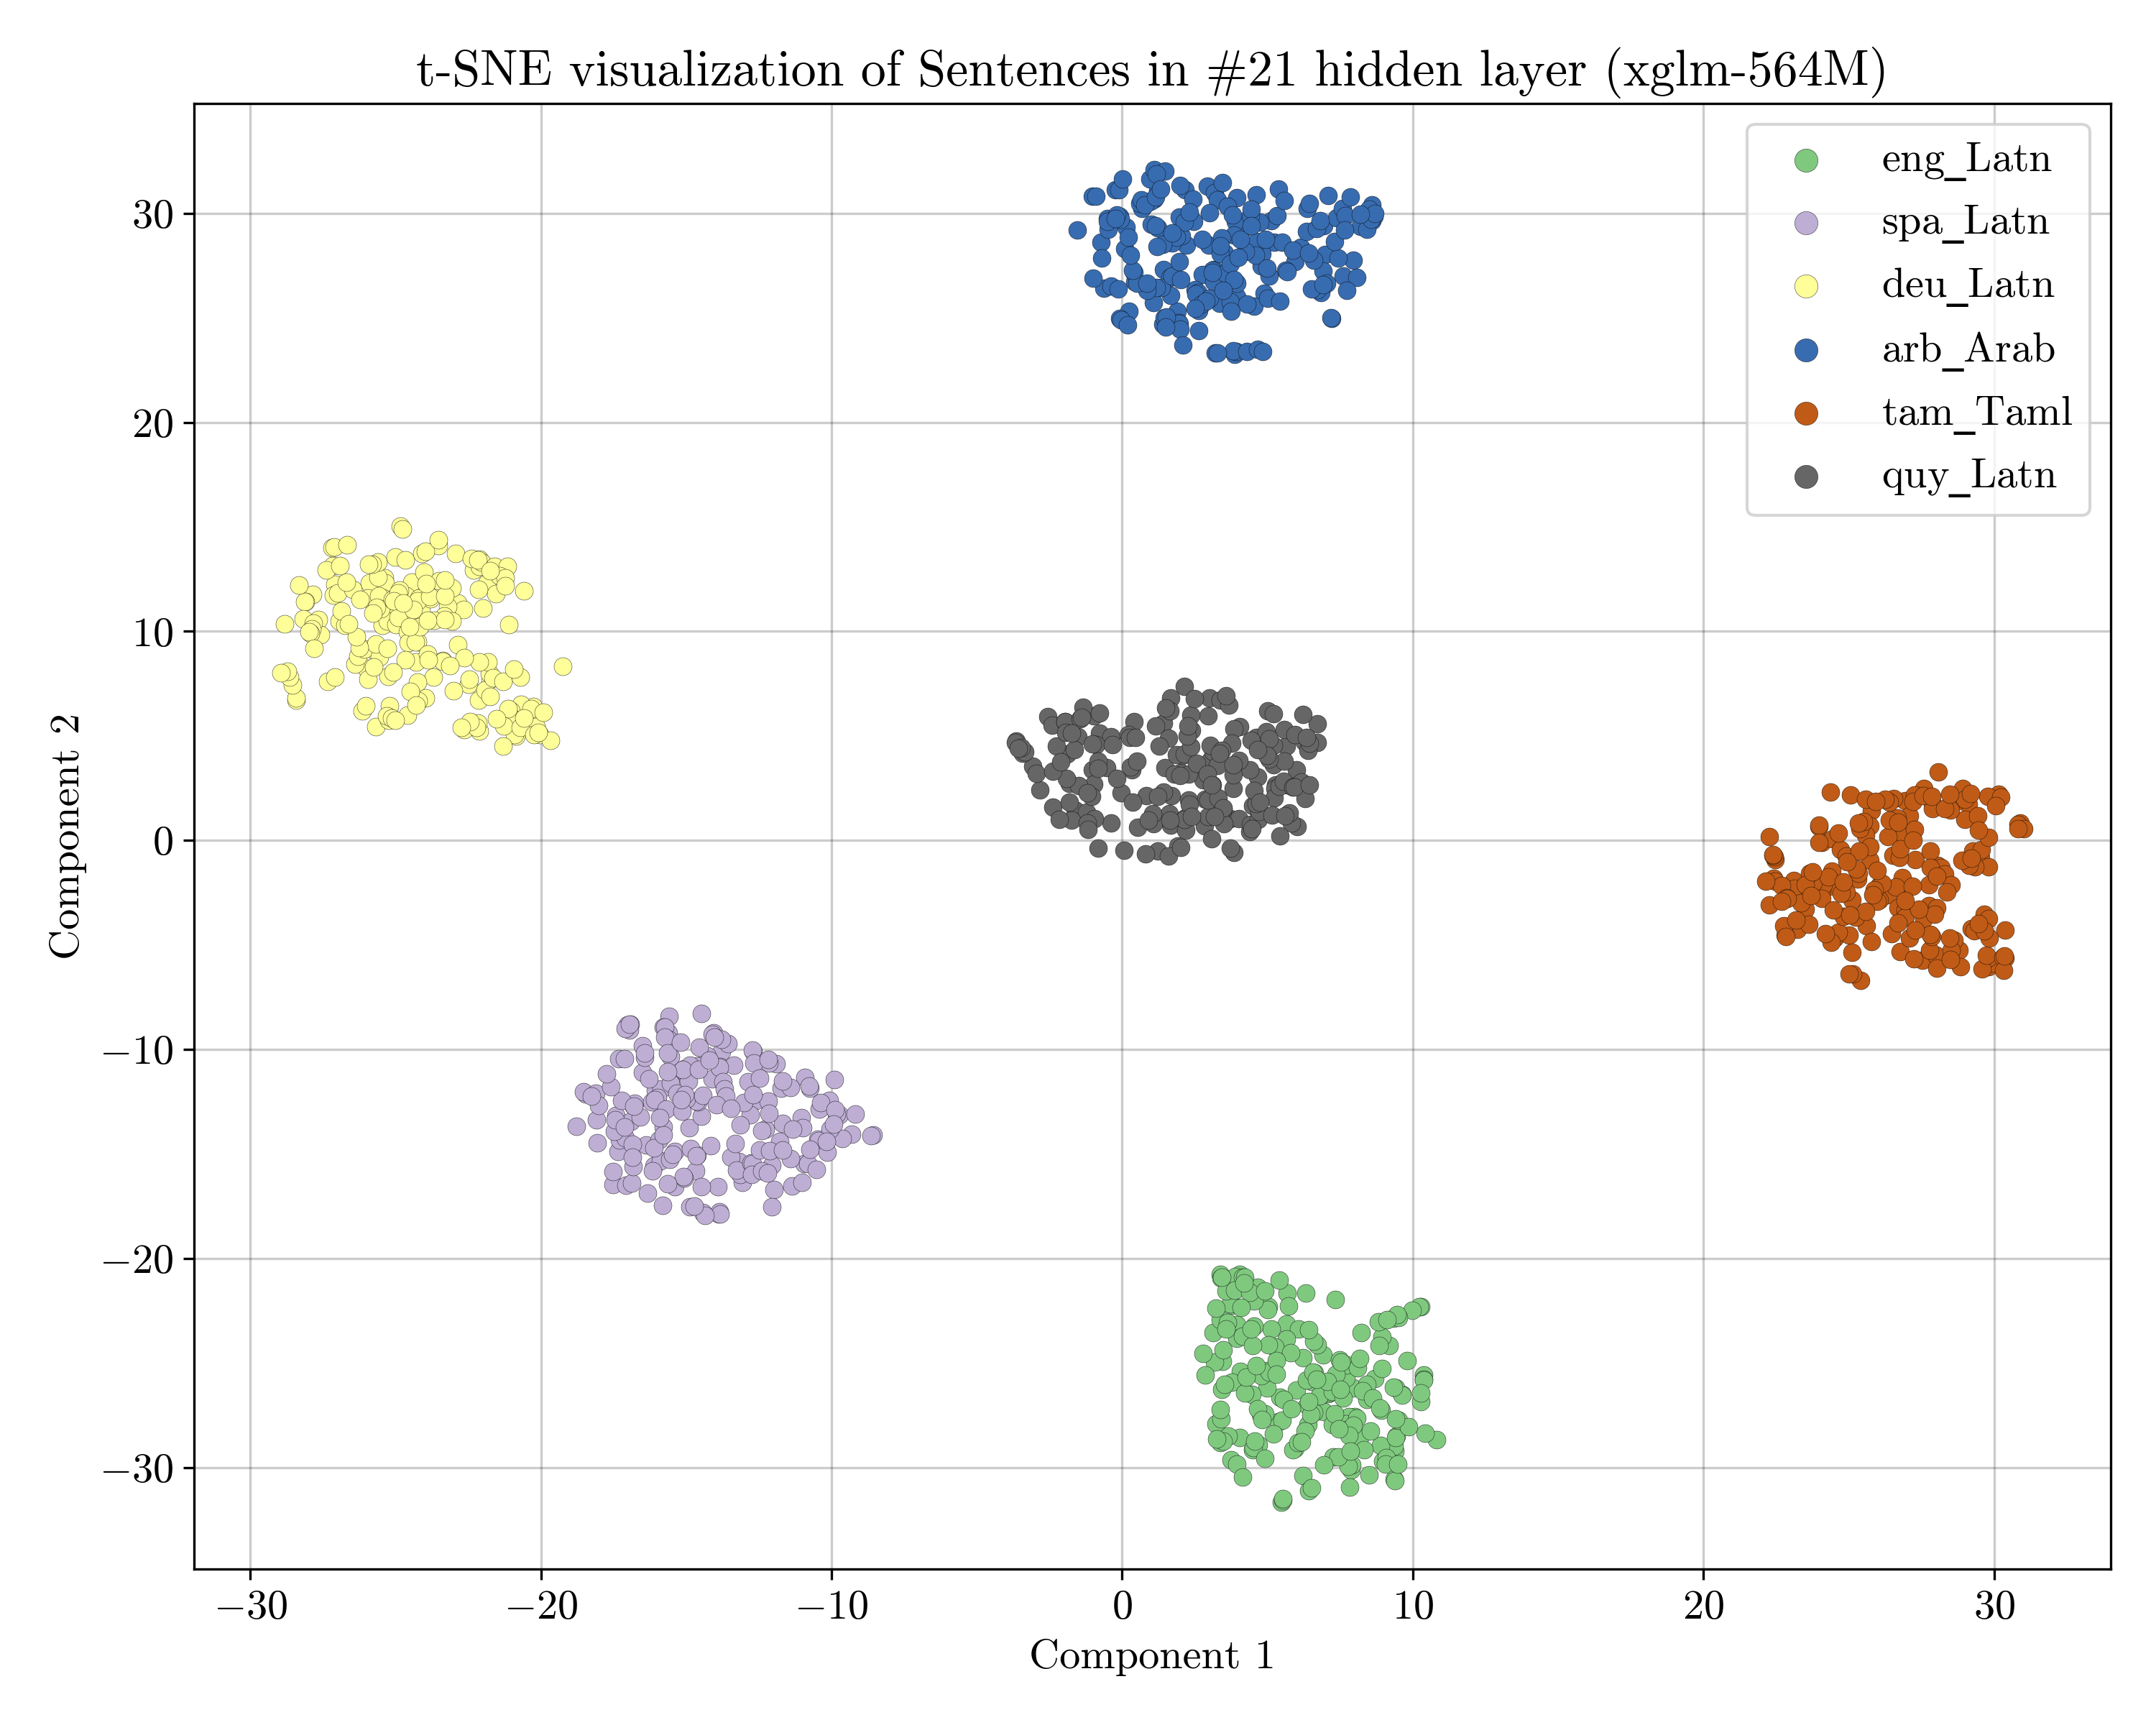 t-SNE visualization of Sentences in #21 hidden layer (xglm-564M)
eng_Latn
spa_Latn
deu_Latn
arb_Arab
tam_Taml
quy_Latn
Component 2
30
20
10
0
−10
−20
−30
−30 −20 −10 0 10 20 30
Component 1